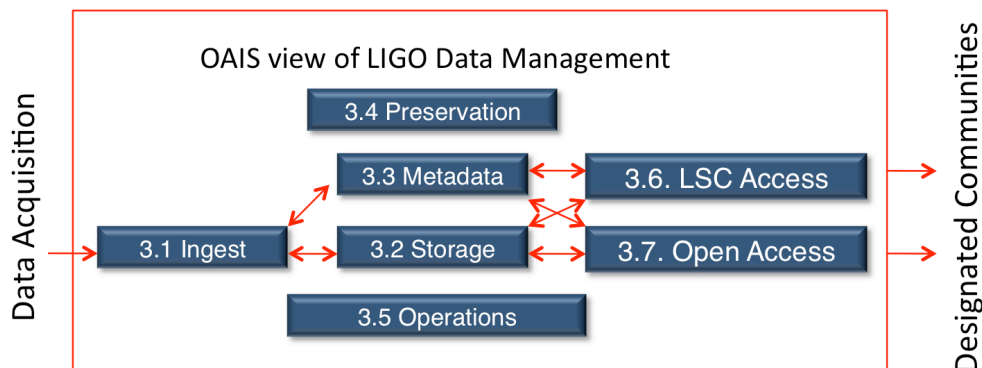 OAIS view of LIGO Data Management
3.4 Preservation
3.3 Metadata
3.6. LSC Access
Data Acquisition
3.1 Ingest
3.2 Storage
3.7. Open Access
3.5 Operations
Designated Communities